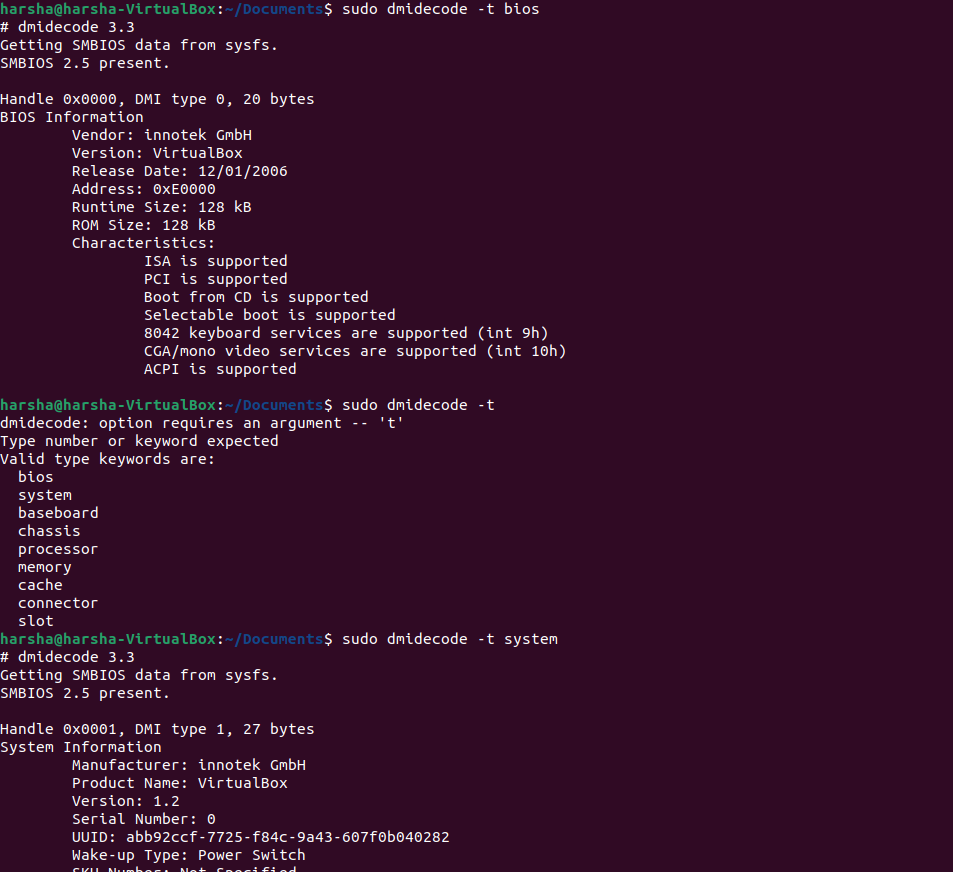 harsha@harsha-VirtualBox:~/Documents$ sudo dmidecode -t bios
# dmidecode 3.3
Getting SMBIOS data from sysfs.
SMBIOS 2.5 present.

Handle 0x0000, DMI type 0, 20 bytes
BIOS Information
        Vendor: innotek GmbH
        Version: VirtualBox
        Release Date: 12/01/2006
        Address: 0xE0000
        Runtime Size: 128 kB
        ROM Size: 128 kB
        Characteristics:
                ISA is supported
                PCI is supported
                Boot from CD is supported
                Selectable boot is supported
                8042 keyboard services are supported (int 9h)
                CGA/mono video services are supported (int 10h)
                ACPI is supported

harsha@harsha-VirtualBox:~/Documents$ sudo dmidecode -t
dmidecode: option requires an argument -- 't'
Type number or keyword expected
Valid type keywords are:
  bios
  system
  baseboard
  chassis
  processor
  memory
  cache
  connector
  slot
harsha@harsha-VirtualBox:~/Documents$ sudo dmidecode -t system
# dmidecode 3.3
Getting SMBIOS data from sysfs.
SMBIOS 2.5 present.

Handle 0x0001, DMI type 1, 27 bytes
System Information
        Manufacturer: innotek GmbH
        Product Name: VirtualBox
        Version: 1.2
        Serial Number: 0
        UUID: abb92ccf-7725-f84c-9a43-607f0b040282
        Wake-up Type: Power Switch
        SKU Number: Not Specified